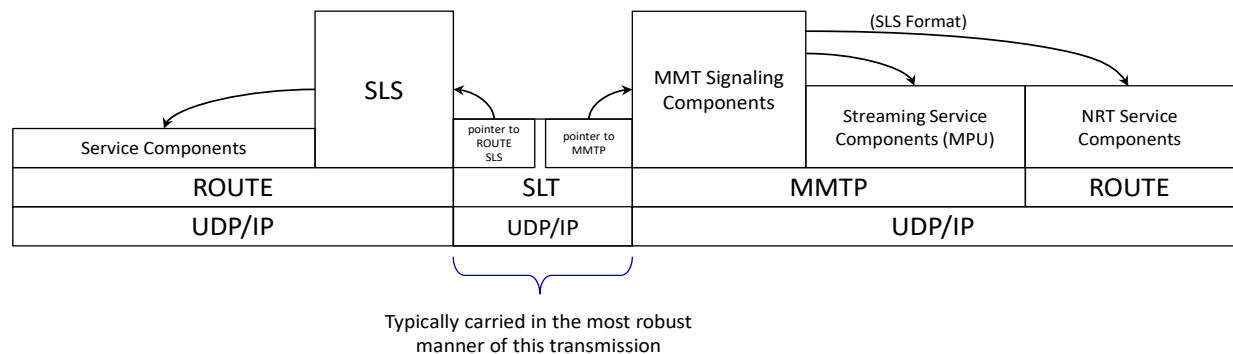 (SLS Format)
SLS
MMT Signaling
Components
Service Components
pointer to
ROUTE
SLS
pointer to
MMTP
Streaming Service
Components (MPU)
NRT Service
Components
ROUTE
SLT
MMTP
ROUTE
UDP/IP
UDP/IP
UDP/IP
Typically carried in the most robust
manner of this transmission